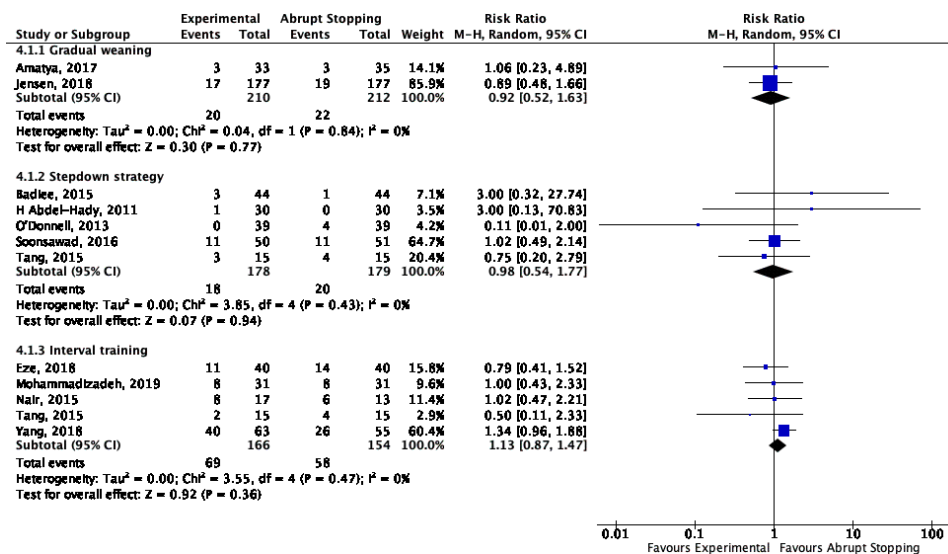 Experimental Abrupt Stopping Risk Ratio Risk Ratio
Study or Subgroup Events Total Events Total Weight M-H, Random, 95% CI M-H, Random, 95% CI
4.1.1 Gradual weaning
Amatya, 2017 3 33 3 35 14.1% 1.06 [0.23, 4.89]
Jensen, 2018 17 177 19 177 85.9% 0.89 [0.48, 1.66]
Subtotal (95% CI) 210 212 100.0% 0.92 [0.52, 1.63]
Total events 20 22
Heterogeneity: Tau² = 0.00; Chi² = 0.04, df = 1 (P = 0.84); I² = 0%
Test for overall effect: Z = 0.30 (P = 0.77)
4.1.2 Stepdown strategy
Badiee, 2015 3 44 1 44 7.1% 3.00 [0.32, 27.74]
H Abdel-Hady, 2011 1 30 0 30 3.5% 3.00 [0.13, 70.83]
O'Donnell, 2013 0 39 4 39 4.2% 0.11 [0.01, 2.00]
Soonsawad, 2016 11 50 11 51 64.7% 1.02 [0.49, 2.14]
Tang, 2015 3 15 4 15 20.4% 0.75 [0.20, 2.79]
Subtotal (95% CI) 178 179 100.0% 0.98 [0.54, 1.77]
Total events 18 20
Heterogeneity: Tau² = 0.00; Chi² = 3.85, df = 4 (P = 0.43); I² = 0%
Test for overall effect: Z = 0.07 (P = 0.94)
4.1.3 Interval training
Eze, 2018 11 40 14 40 15.8% 0.79 [0.41, 1.52]
Mohammadizadeh, 2019 8 31 8 31 9.6% 1.00 [0.43, 2.33]
Nair, 2015 8 17 6 13 11.4% 1.02 [0.47, 2.21]
Tang, 2015 2 15 4 15 2.9% 0.50 [0.11, 2.33]
Yang, 2018 40 63 26 55 60.4% 1.34 [0.96, 1.88]
Subtotal (95% CI) 166 154 100.0% 1.13 [0.87, 1.47]
Total events 69 58
Heterogeneity: Tau² = 0.00; Chi² = 3.55, df = 4 (P = 0.47); I² = 0%
Test for overall effect: Z = 0.92 (P = 0.36)
0.01 0.1 1 10 100
Favours Experimental Favours Abrupt Stopping